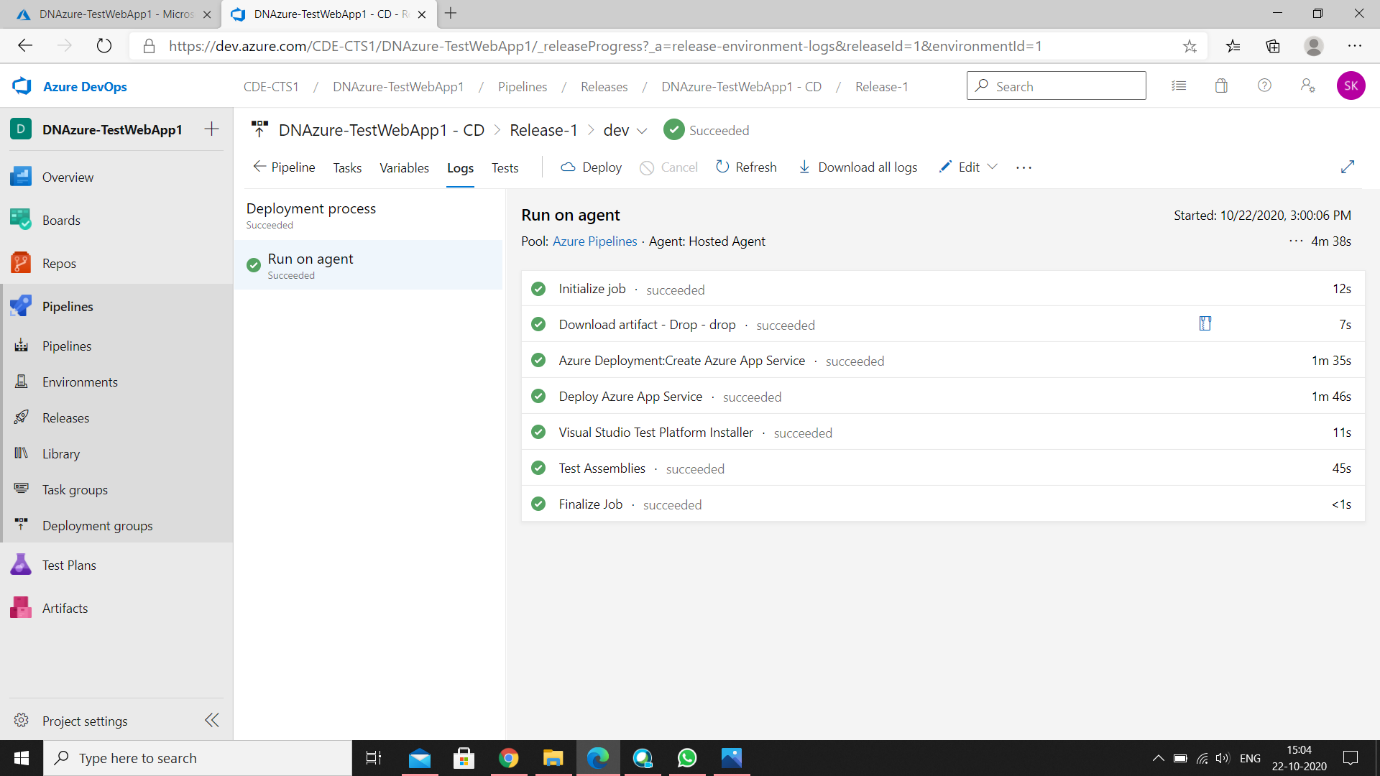 DNAzure-TestWebApp1 - Micros
DNAzure-TestWebApp1 - CD - Re
https://dev.azure.com/CDE-CTS1/DNAzure-TestWebApp1/_releaseProgress?_a=release-environment-logs&releaseId=1&environmentId=1
Azure DevOps
CDE-CTS1 / DNAzure-TestWebApp1 / Pipelines / Releases / DNAzure-TestWebApp1 - CD / Release-1
Search
SK
D DNAzure-TestWebApp1
Overview
Boards
Repos
Pipelines
Pipelines
Environments
Releases
Library
Task groups
Deployment groups
Test Plans
Artifacts
Project settings
DNAzure-TestWebApp1 - CD > Release-1 > dev Succeeded
Pipeline Tasks Variables Logs Tests Deploy Cancel Refresh Download all logs Edit ...
Deployment process
Succeeded
Run on agent
Succeeded
Run on agent
Started: 10/22/2020, 3:00:06 PM
Pool: Azure Pipelines · Agent: Hosted Agent
... 4m 38s
Initialize job · succeeded 12s
Download artifact - Drop - drop · succeeded 7s
Azure Deployment:Create Azure App Service · succeeded 1m 35s
Deploy Azure App Service · succeeded 1m 46s
Visual Studio Test Platform Installer · succeeded 11s
Test Assemblies · succeeded 45s
Finalize Job · succeeded <1s
Type here to search
ENG
15:04
22-10-2020